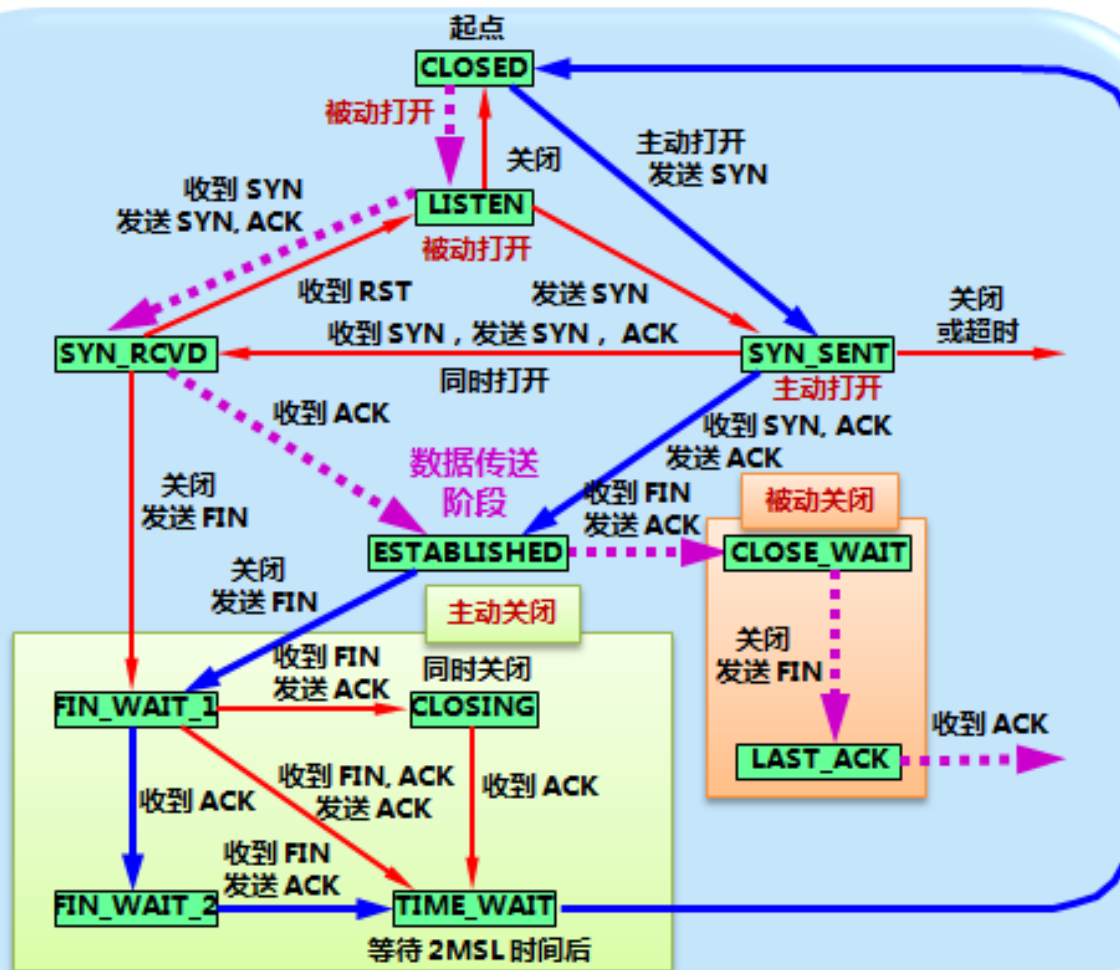 起点
CLOSED
被动打开
关闭
主动打开
发送 SYN
收到 SYN
发送 SYN, ACK
LISTEN
被动打开
收到 RST
发送 SYN
关闭
或超时
收到 SYN , 发送 SYN , ACK
SYN_RCVD
SYN_SENT
同时打开
主动打开
收到 ACK
收到 SYN, ACK
发送 ACK
数据传送
阶段
关闭
发送 FIN
收到 FIN
发送 ACK
被动关闭
ESTABLISHED
CLOSE_WAIT
关闭
发送 FIN
主动关闭
关闭
发送 FIN
收到 FIN
发送 ACK
同时关闭
FIN_WAIT_1
CLOSING
收到 ACK
LAST_ACK
收到 ACK
收到 FIN, ACK
发送 ACK
收到 ACK
收到 FIN
发送 ACK
FIN_WAIT_2
TIME_WAIT
等待 2MSL 时间后